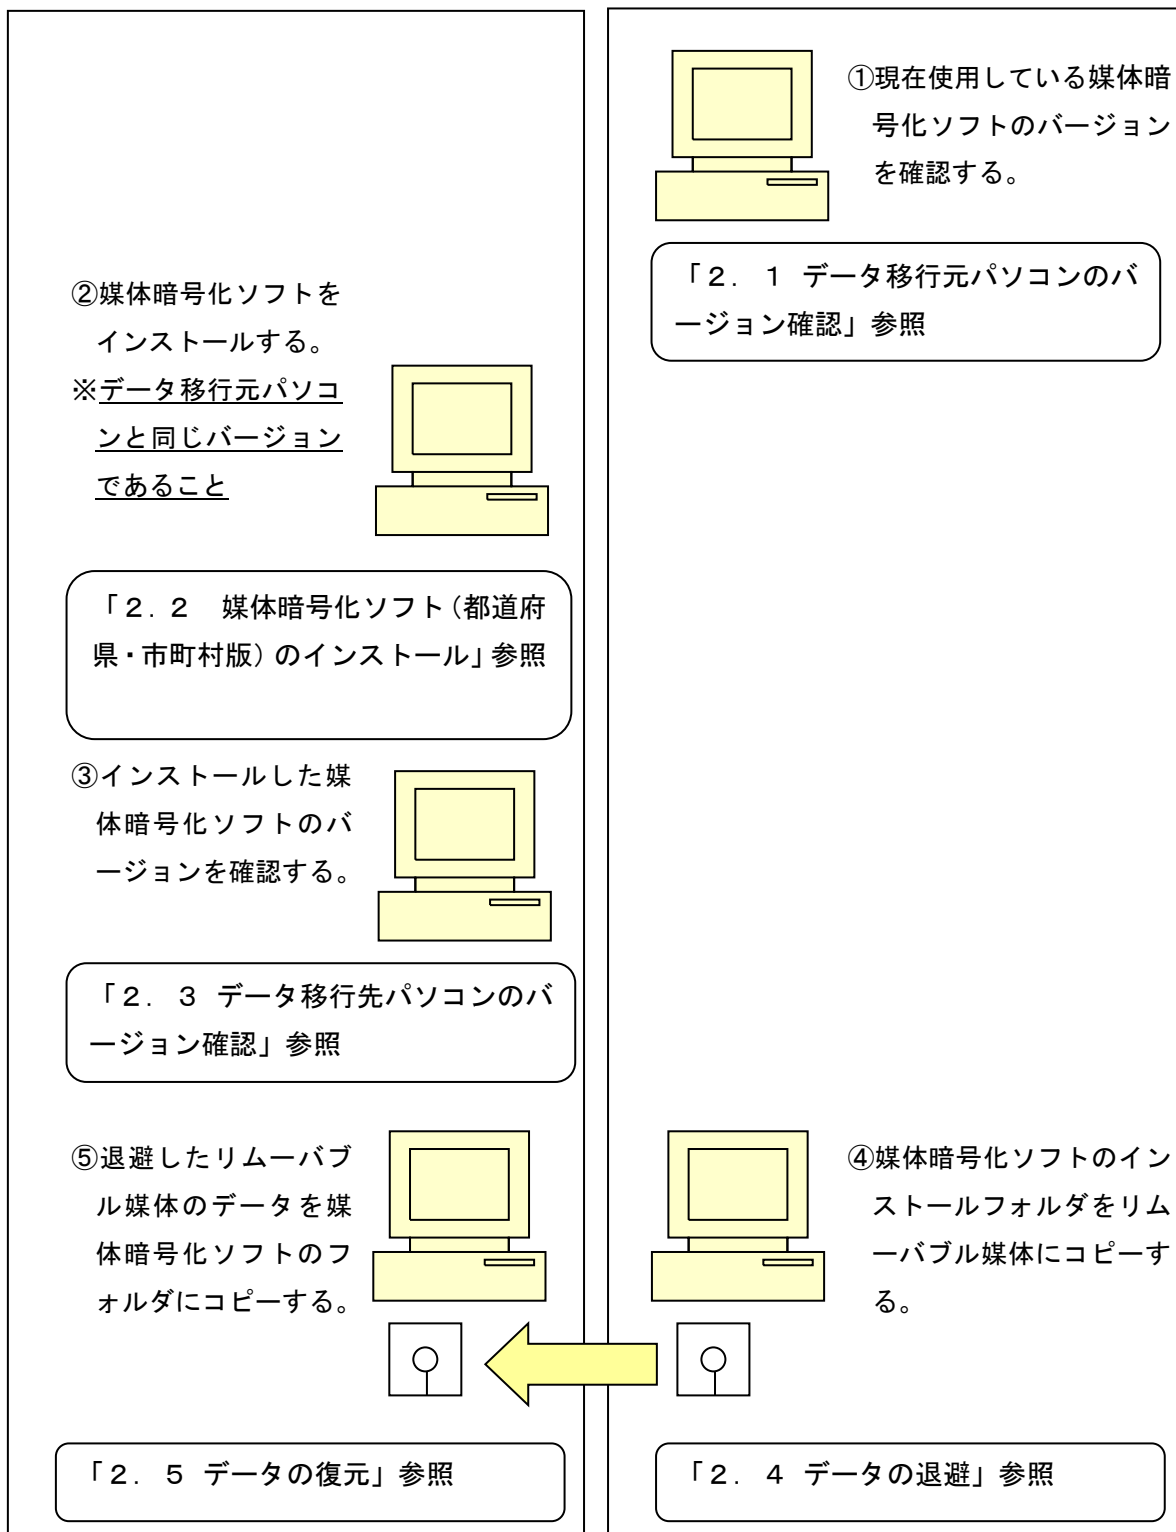 ①現在使用している媒体暗
号化ソフトのバージョン
を確認する。
「２．１ データ移行元パソコンのバ
ージョン確認」参照
②媒体暗号化ソフトを
インストールする。
※データ移行元パソコ
ンと同じバージョン
であること
「２．２　媒体暗号化ソフト（都道府
県・市町村版）のインストール」参照
③インストールした媒
体暗号化ソフトのバ
ージョンを確認する。
「２．３ データ移行先パソコンのバ
ージョン確認」参照
④媒体暗号化ソフトのイン
ストールフォルダをリム
ーバブル媒体にコピーす
る。
「２．４ データの退避」参照
⑤退避したリムーバブ
ル媒体のデータを媒
体暗号化ソフトのフ
ォルダにコピーする。
「２．５ データの復元」参照